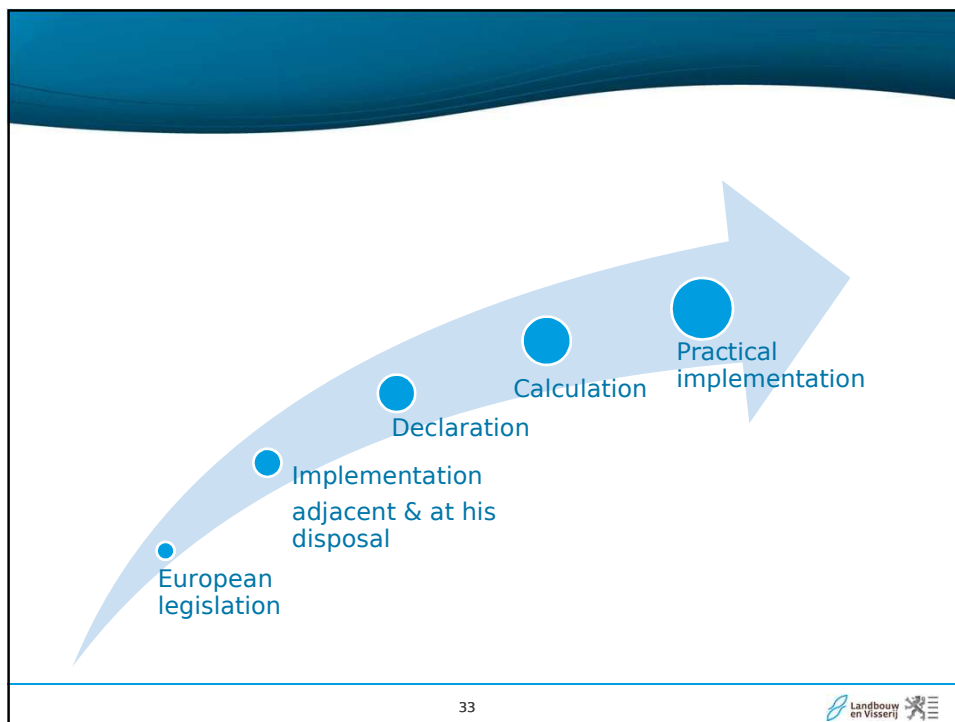 European
legislation
Implementation
adjacent & at his
disposal
Declaration
Calculation
Practical
implementation
33
Landbouw
en Visserij